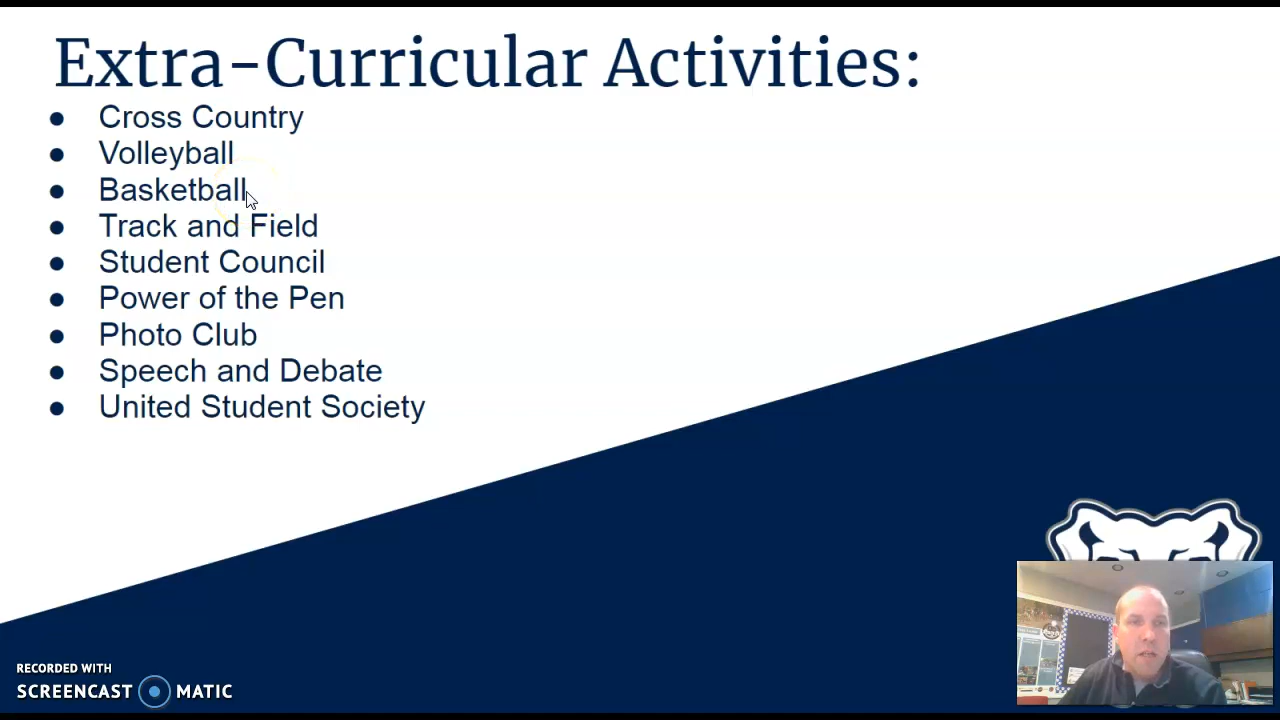 Extra-Curricular Activities:
● Cross Country
● Volleyball
● Basketball
● Track and Field
● Student Council
● Power of the Pen
● Photo Club
● Speech and Debate
● United Student Society
RECORDED WITH
SCREENCAST MATIC